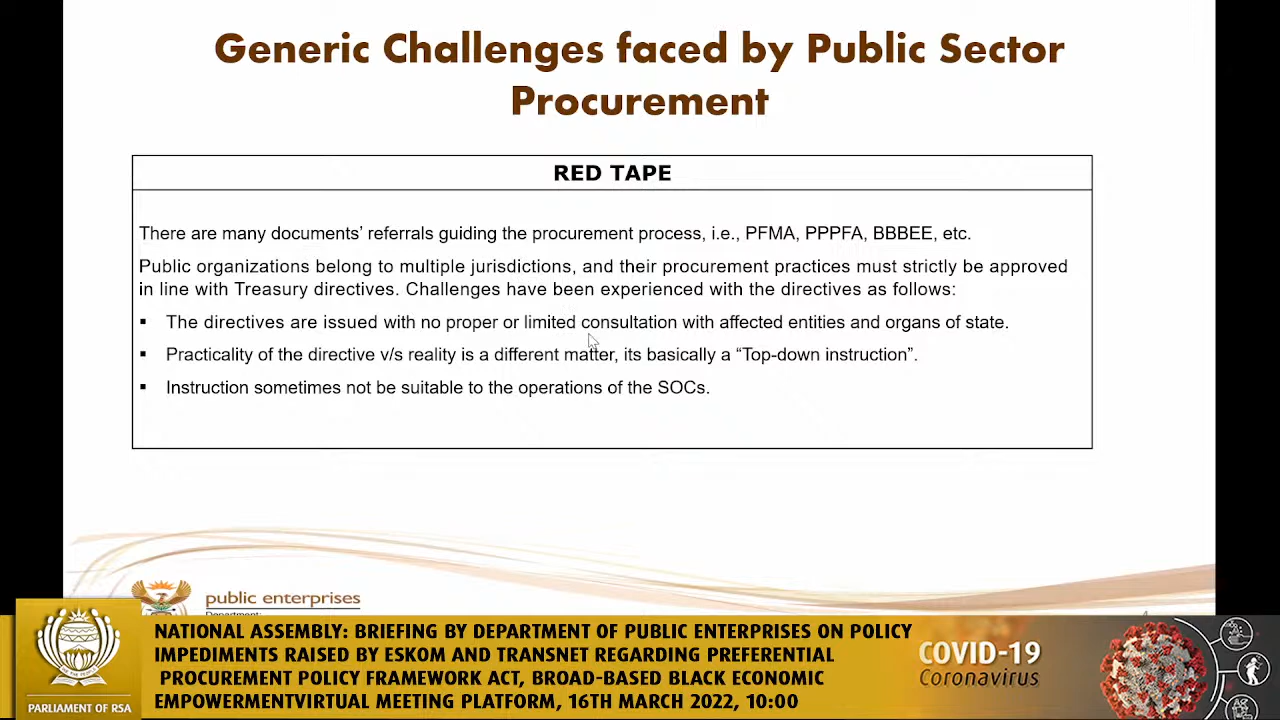 Generic Challenges faced by Public Sector
Procurement
RED TAPE
There are many documents' referrals guiding the procurement process, i.e., PFMA, PPPFA, BBBEE, etc.
Public organizations belong to multiple jurisdictions, and their procurement practices must strictly be approved
in line with Treasury directives. Challenges have been experienced with the directives as follows:
▪ The directives are issued with no proper or limited consultation with affected entities and organs of state.
▪ Practicality of the directive v/s reality is a different matter, its basically a “Top-down instruction”.
▪ Instruction sometimes not be suitable to the operations of the SOCs.
public enterprises
Department:
NATIONAL ASSEMBLY: BRIEFING BY DEPARTMENT OF PUBLIC ENTERPRISES ON POLICY
IMPEDIMENTS RAISED BY ESKOM AND TRANSNET REGARDING PREFERENTIAL
PROCUREMENT POLICY FRAMEWORK ACT, BROAD-BASED BLACK ECONOMIC
EMPOWERMENTVIRTUAL MEETING PLATFORM, 16TH MARCH 2022, 10:00
PARLIAMENT OF RSA
COVID-19
Coronavirus